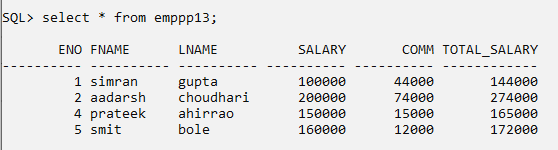 SQL> select * from emppp13;
ENO FNAME LNAME SALARY COMM TOTAL_SALARY
---------- ---------- ---------- ---------- ---------- ------------
1 simran gupta 100000 44000 144000
2 aadarsh choudhari 200000 74000 274000
4 prateek ahirrao 150000 15000 165000
5 smit bole 160000 12000 172000